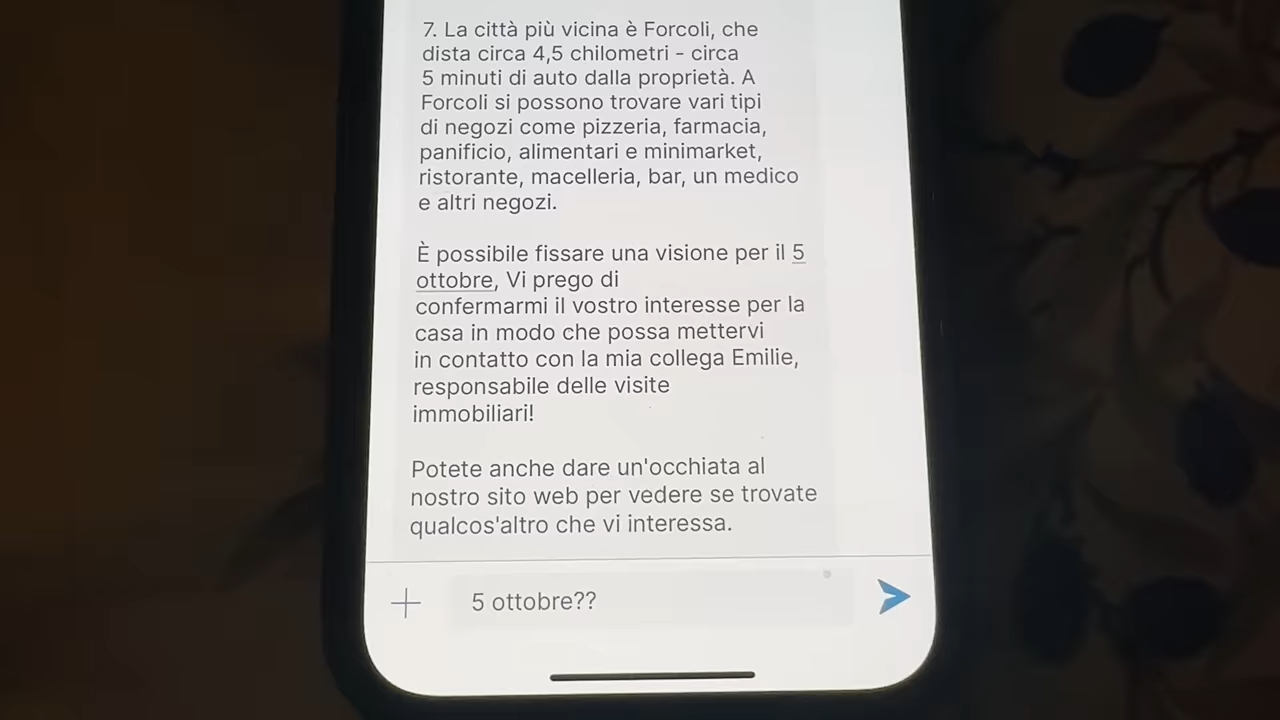 7. La città più vicina è Forcoli, che
dista circa 4,5 chilometri - circa
5 minuti di auto dalla proprietà. A
Forcoli si possono trovare vari tipi
di negozi come pizzeria, farmacia,
panificio, alimentari e minimarket,
ristorante, macelleria, bar, un medico
e altri negozi.
È possibile fissare una visione per il 5
ottobre, Vi prego di
confermarmi il vostro interesse per la
casa in modo che possa mettervi
in contatto con la mia collega Emilie,
responsabile delle visite
immobiliari!
Potete anche dare un'occhiata al
nostro sito web per vedere se trovate
qualcos'altro che vi interessa.
5 ottobre??